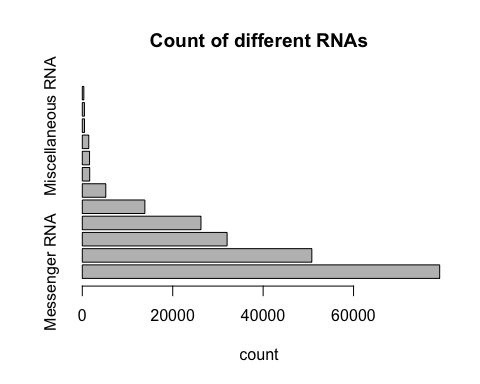 Count of different RNAs
Miscellaneous RNA
Messenger RNA
0 20000 40000 60000
count